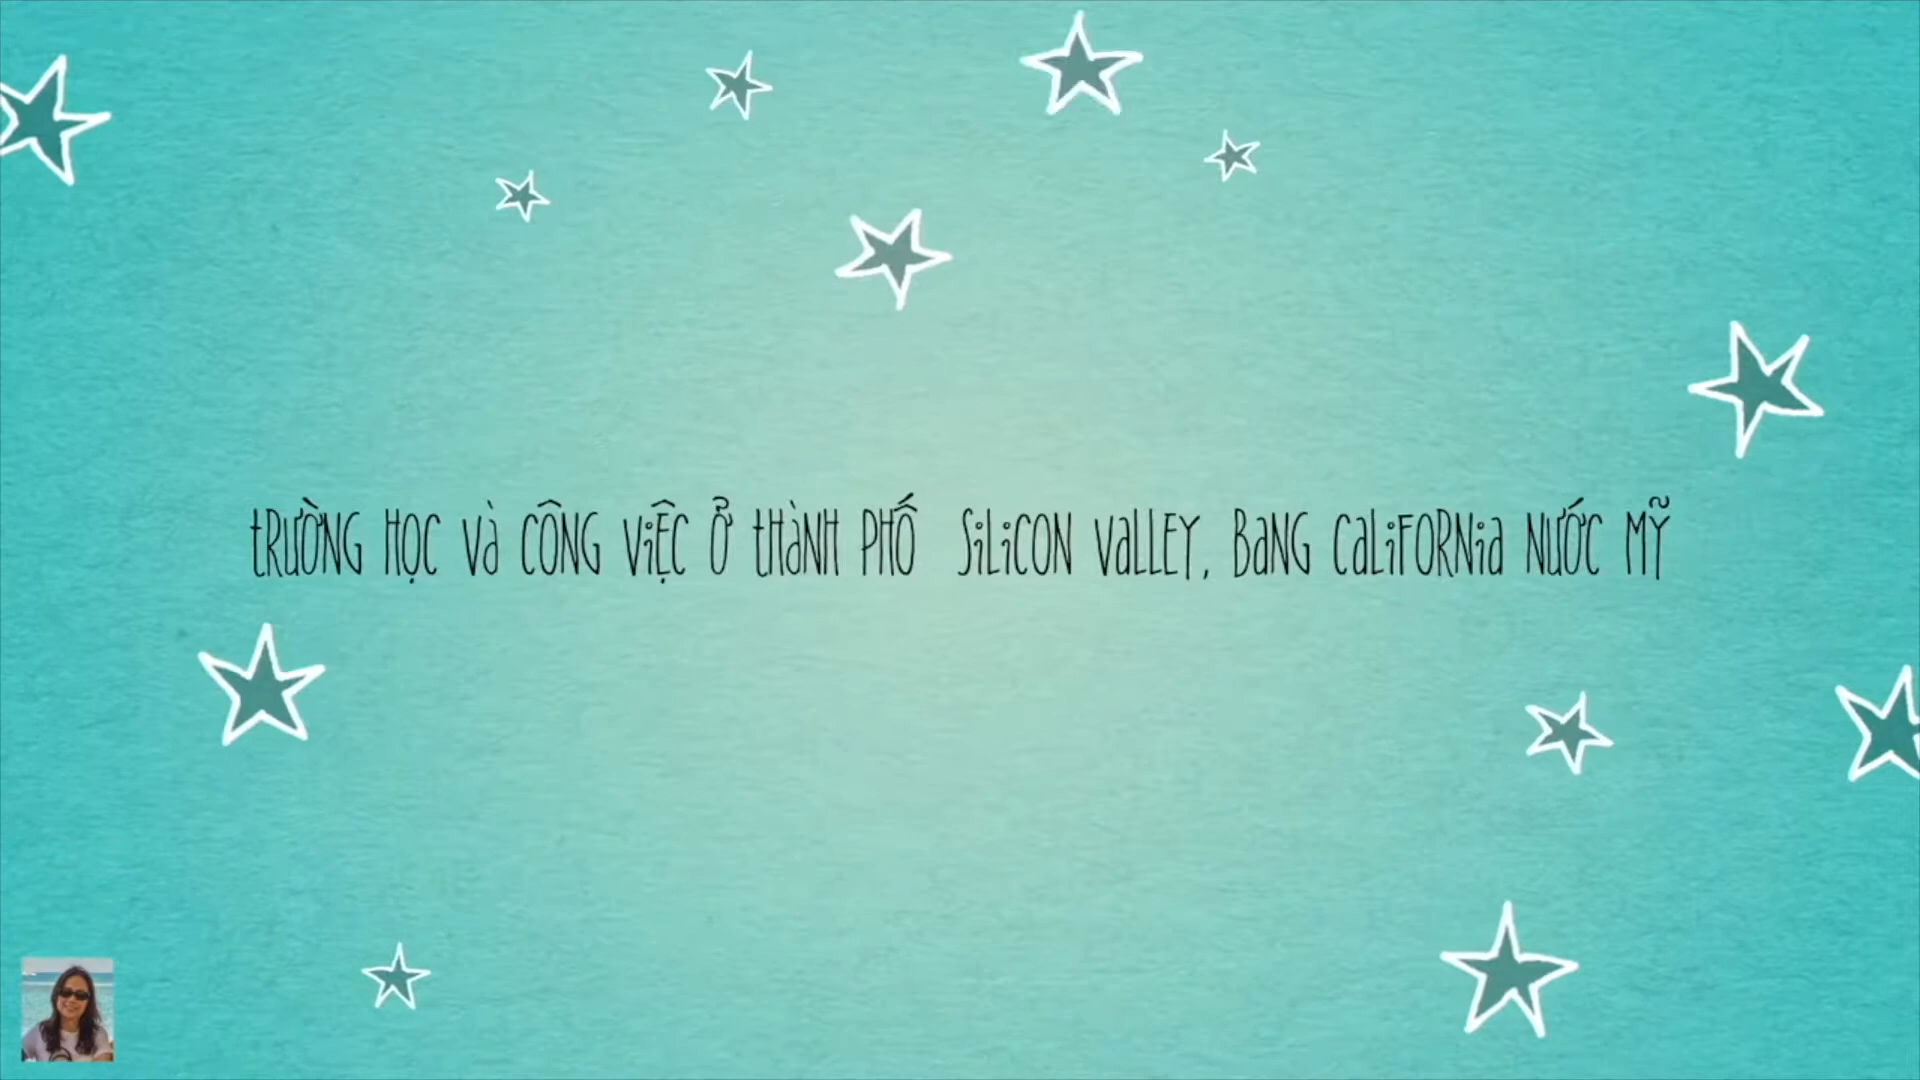 TRƯỜNG HỌC Và CÔNG VIỆC Ở THàNH PHỐ SILICON VaLLEY, BaNG CaLIFORNIa NƯỚC MỸ